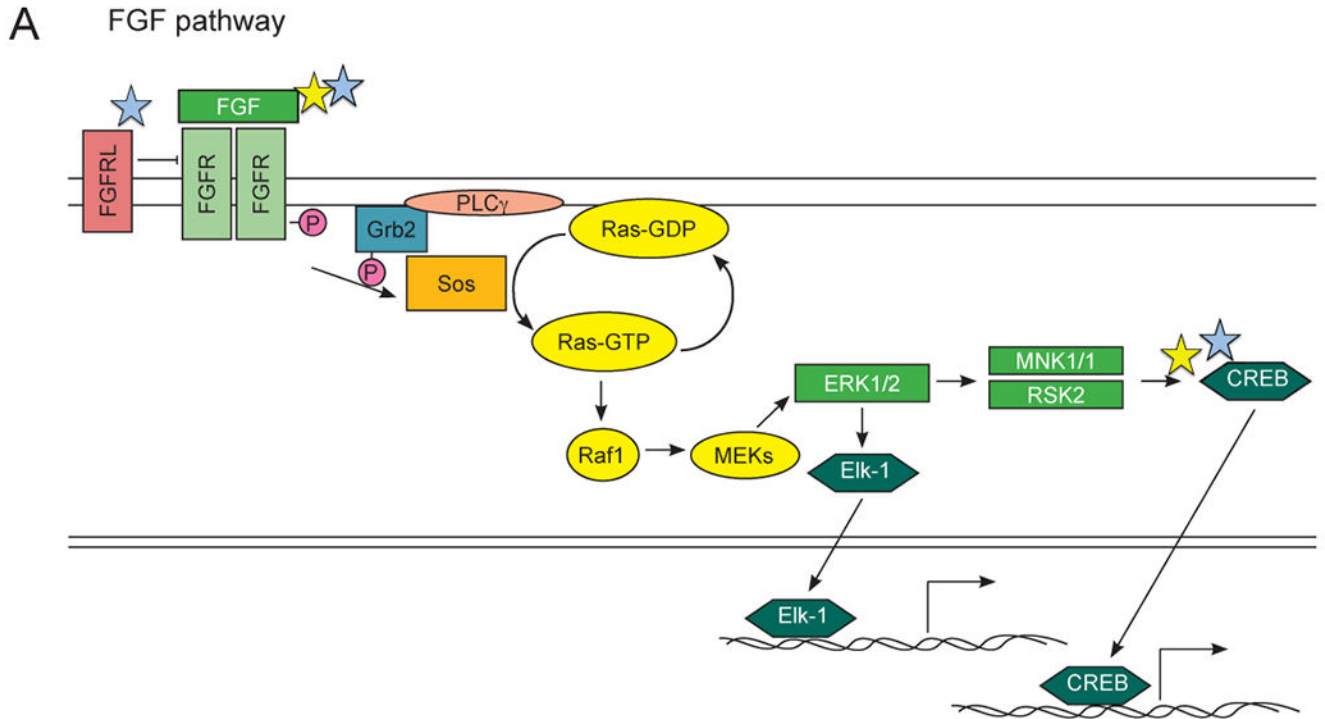 A
FGF pathway
FGF
FGFRL
FGFR
FGFR
P
PLCγ
Grb2
Ras-GDP
P
Sos
Ras-GTP
MNK1/1
ERK1/2
CREB
RSK2
Raf1
MEKs
Elk-1
Elk-1
CREB